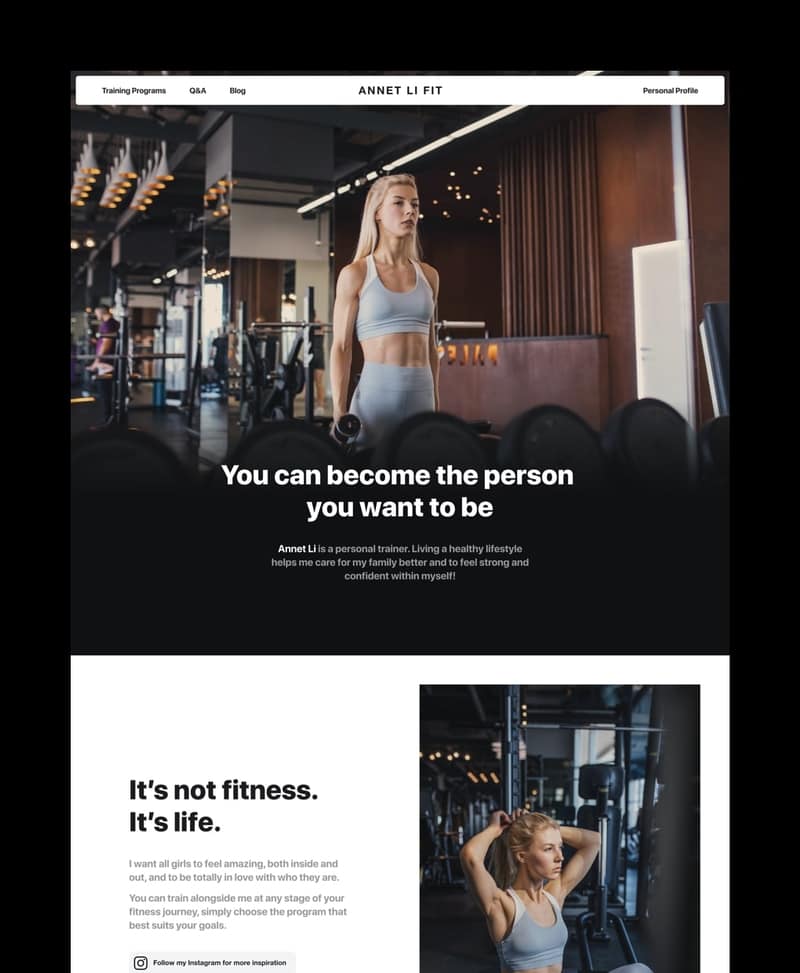 Training Programs
Q&A
Blog
ANNET LI FIT
Personal Profile
You can become the person
you want to be
Annet Li is a personal trainer. Living a healthy lifestyle
helps me care for my family better and to feel strong and
confident within myself!
It's not fitness.
It's life.
I want all girls to feel amazing, both inside and
out, and to be totally in love with who they are.
You can train alongside me at any stage of your
fitness journey, simply choose the program that
best suits your goals.
Follow my Instagram for more inspiration